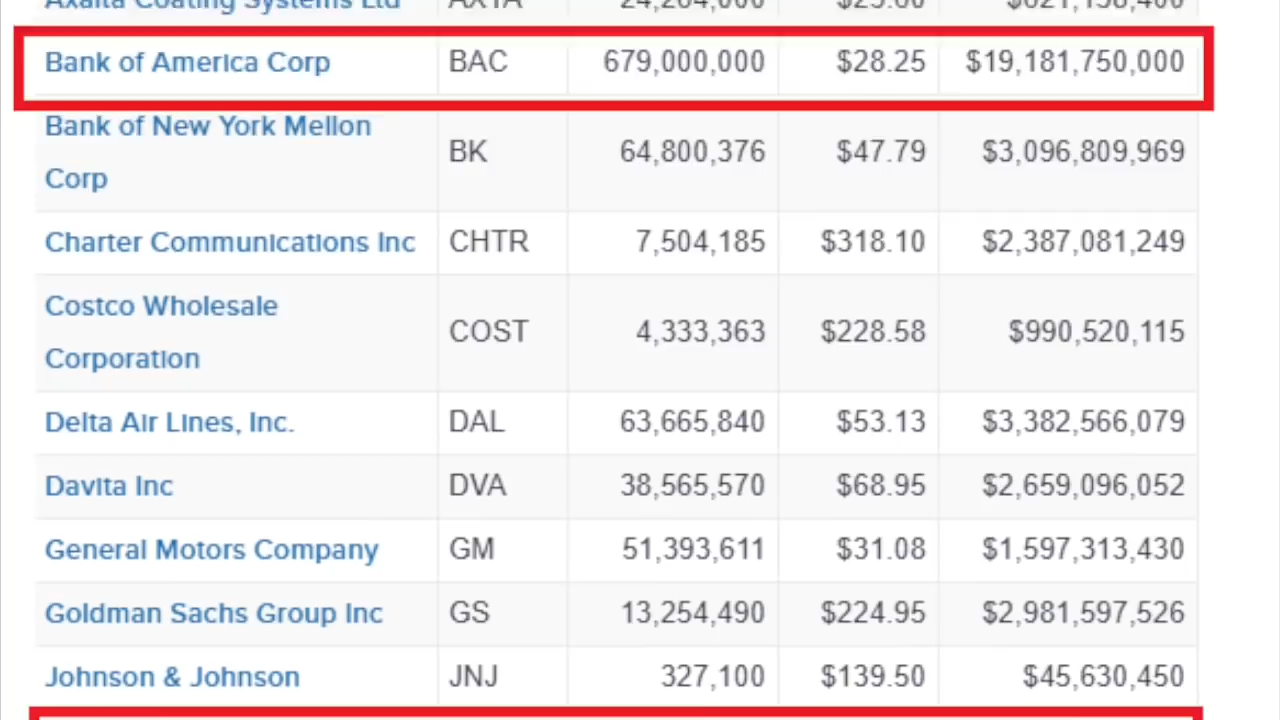 Axalta Coating Systems Ltd AXTA
Bank of America Corp BAC 679,000,000 $28.25 $19,181,750,000
Bank of New York Mellon
Corp BK 64,800,376 $47.79 $3,096,809,969
Charter Communications Inc CHTR 7,504,185 $318.10 $2,387,081,249
Costco Wholesale
Corporation COST 4,333,363 $228.58 $990,520,115
Delta Air Lines, Inc. DAL 63,665,840 $53.13 $3,382,566,079
Davita Inc DVA 38,565,570 $68.95 $2,659,096,052
General Motors Company GM 51,393,611 $31.08 $1,597,313,430
Goldman Sachs Group Inc GS 13,254,490 $224.95 $2,981,597,526
Johnson & Johnson JNJ 327,100 $139.50 $45,630,450